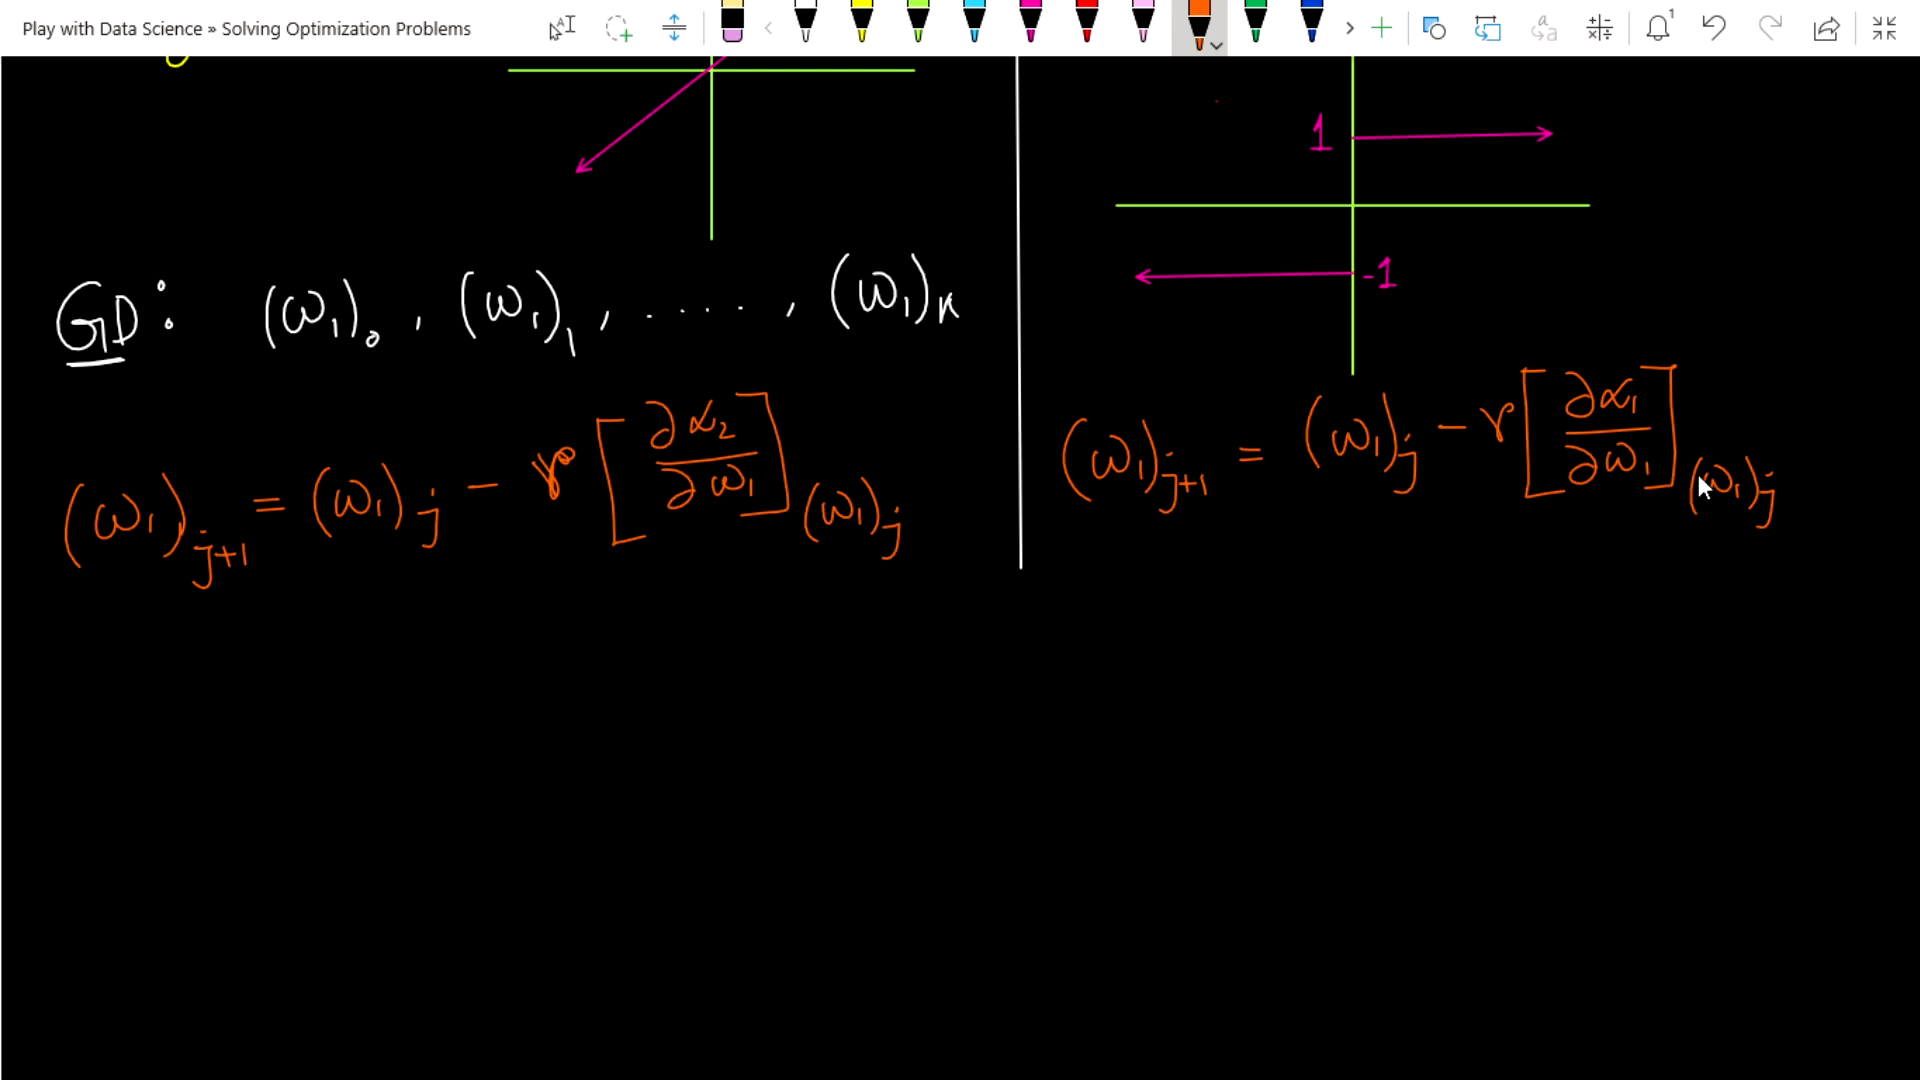 Play with Data Science » Solving Optimization Problems
1
-1
GD: (ω₁)₀, (ω₁)₁, ....., (ω₁)ₖ
(ω₁)ⱼ₊₁ = (ω₁)ⱼ - r [∂α₂/∂ω₁](ω₁)ⱼ
(ω₁)ⱼ₊₁ = (ω₁)ⱼ - r [∂α₁/∂ω₁](ω₁)ⱼ